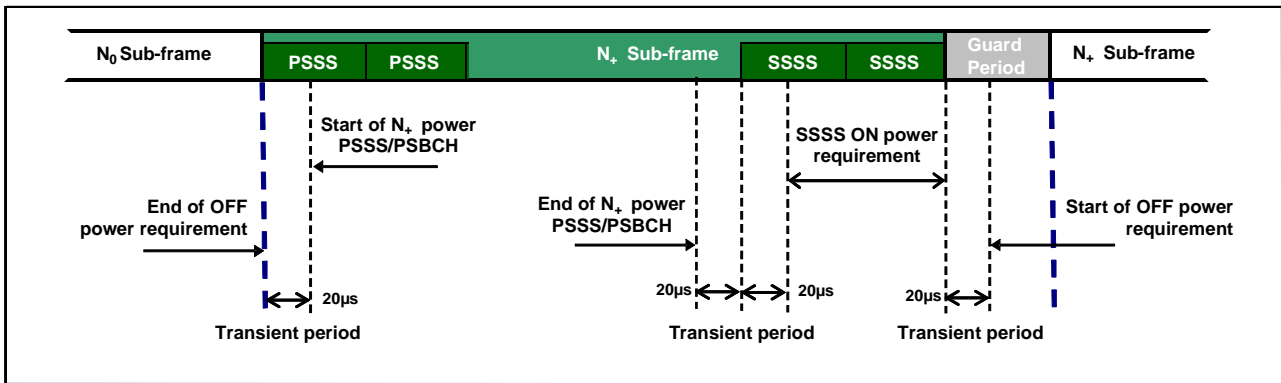 N₀ Sub-frame
PSSS
PSSS
N₊ Sub-frame
SSSS
SSSS
Guard
Period
N₊ Sub-frame
Start of N₊ power
PSSS/PSBCH
SSSS ON power
requirement
End of OFF
power requirement
End of N₊ power
PSSS/PSBCH
Start of OFF power
requirement
20µs
20µs
20µs
20µs
Transient period
Transient period
Transient period